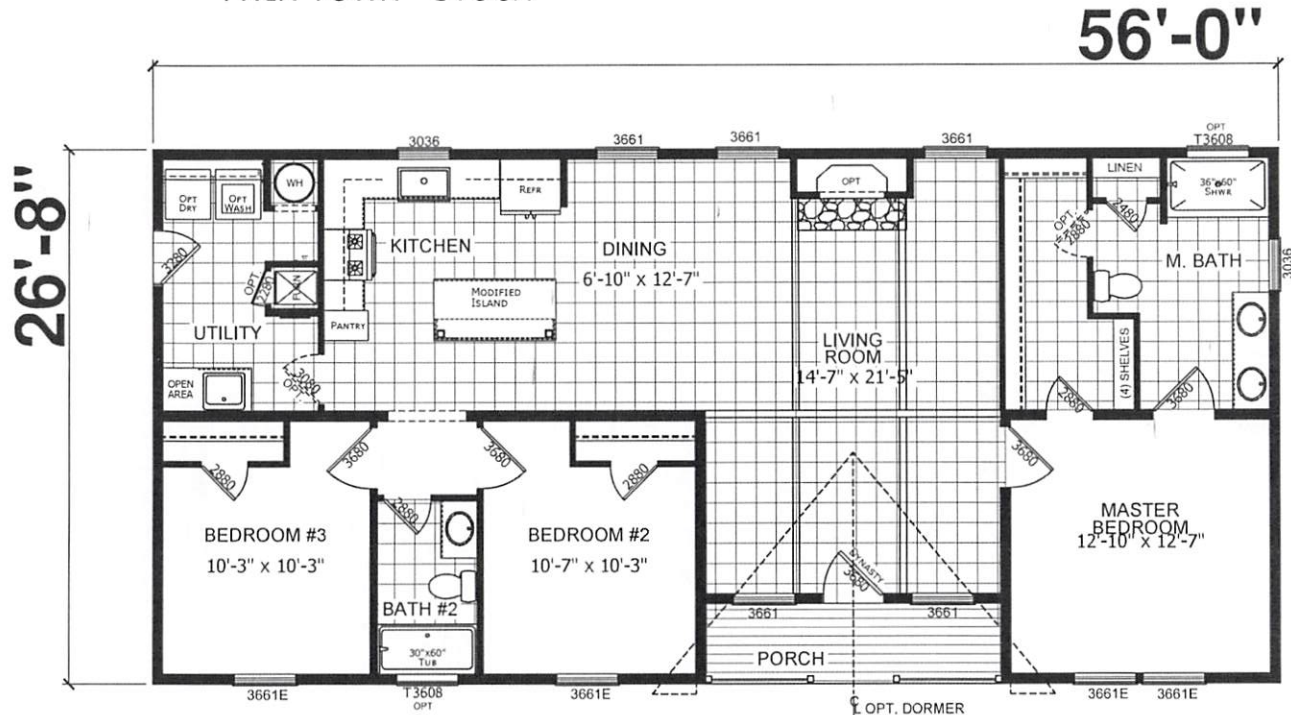 56'-0"
26'-8"
3036
3661
3661
3661
OPT
T3608
OPT
DRY
OPT
WASH
WH
REFR
OPT
LINEN
36"x60"
SHWR
3280
KITCHEN
DINING
6'-10" x 12'-7"
OPT.
2880
2480
M. BATH
3036
OPT.
2280
FURN
MODIFIED
ISLAND
UTILITY
PANTRY
LIVING
ROOM
14'-7" x 21'-5"
(4) SHELVES
OPEN
AREA
3080
OPT
2880
3680
2880
3680
3680
2880
3680
2880
BEDROOM #3
10'-3" x 10'-3"
BEDROOM #2
10'-7" x 10'-3"
MASTER
BEDROOM
12'-10" x 12'-7"
DYNASTY
3680
BATH #2
30"x60"
TUB
3661
3661
PORCH
3661E
T3608
OPT
3661E
3661E
3661E
OPT. DORMER